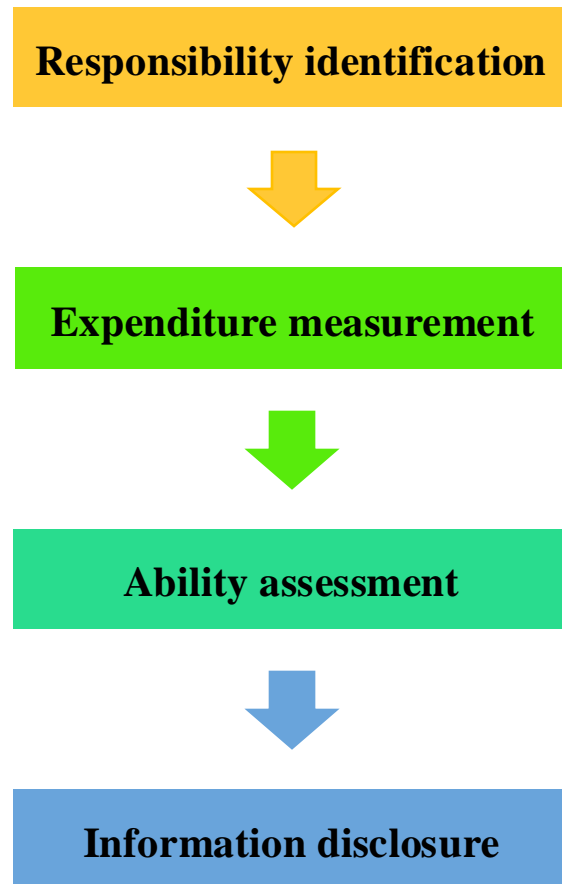 Responsibility identification
Expenditure measurement
Ability assessment
Information disclosure